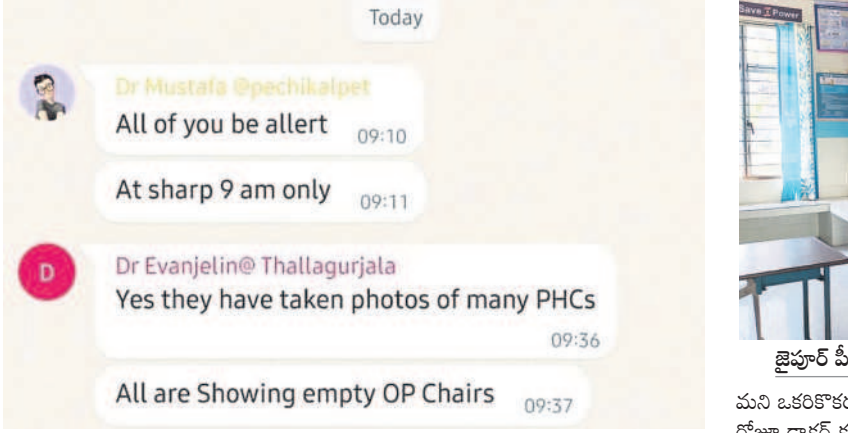 Today
Dr Mustafa @pechikalpet
All of you be allert 09:10
At sharp 9 am only 09:11
D
Dr Evanjelin@ Thallagurjala
Yes they have taken photos of many PHCs
09:36
All are Showing empty OP Chairs 09:37
Save Power
జైపూర్ పీ
మని ఒకరికొకరు